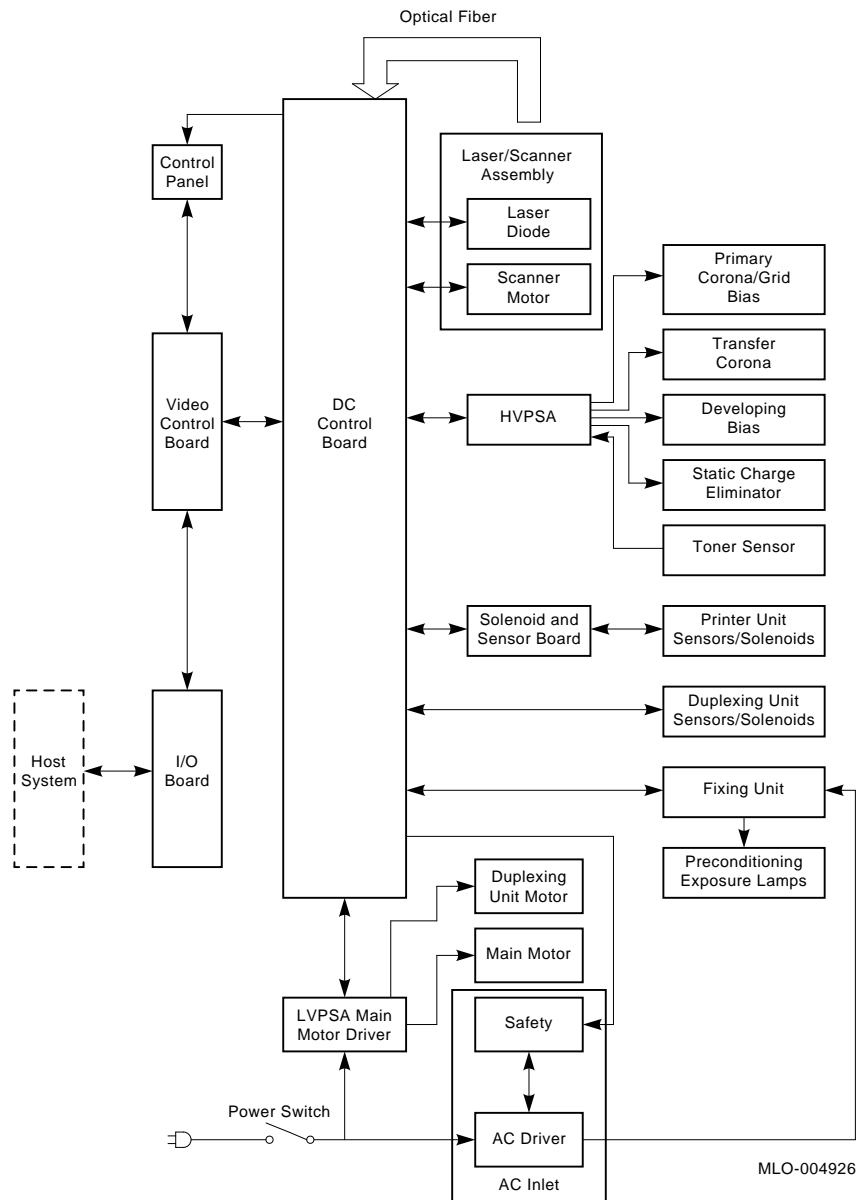 Optical Fiber
Control
Panel
Laser/Scanner
Assembly
Laser
Diode
Scanner
Motor
Primary
Corona/Grid
Bias
Transfer
Corona
Video
Control
Board
DC
Control
Board
HVPSA
Developing
Bias
Static Charge
Eliminator
Toner Sensor
Solenoid and
Sensor Board
Printer Unit
Sensors/Solenoids
Duplexing Unit
Sensors/Solenoids
Host
System
I/O
Board
Fixing Unit
Preconditioning
Exposure Lamps
Duplexing
Unit Motor
Main Motor
LVPSA Main
Motor Driver
Safety
Power Switch
AC Driver
AC Inlet
MLO-004926